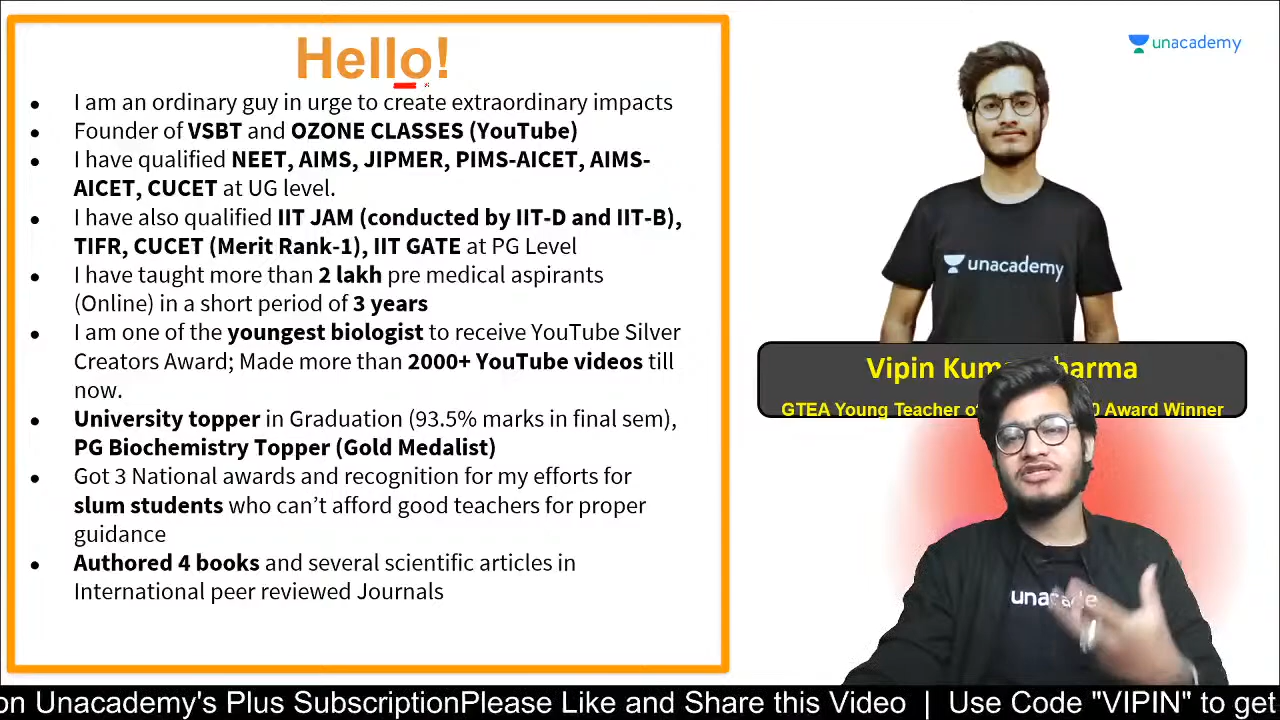 Hello!
I am an ordinary guy in urge to create extraordinary impacts
Founder of VSBT and OZONE CLASSES (YouTube)
I have qualified NEET, AIMS, JIPMER, PIMS-AICET, AIMS-
AICET, CUCET at UG level.
I have also qualified IIT JAM (conducted by IIT-D and IIT-B),
TIFR, CUCET (Merit Rank-1), IIT GATE at PG Level
I have taught more than 2 lakh pre medical aspirants
(Online) in a short period of 3 years
I am one of the youngest biologist to receive YouTube Silver
Creators Award; Made more than 2000+ YouTube videos till
now.
University topper in Graduation (93.5% marks in final sem),
PG Biochemistry Topper (Gold Medalist)
Got 3 National awards and recognition for my efforts for
slum students who can’t afford good teachers for proper
guidance
Authored 4 books and several scientific articles in
International peer reviewed Journals
unacademy
unacademy
Vipin
GTEA Young Teacher Award Winner
on Unacademy's Plus SubscriptionPlease Like and Share this Video | Use Code "VIPIN" to get